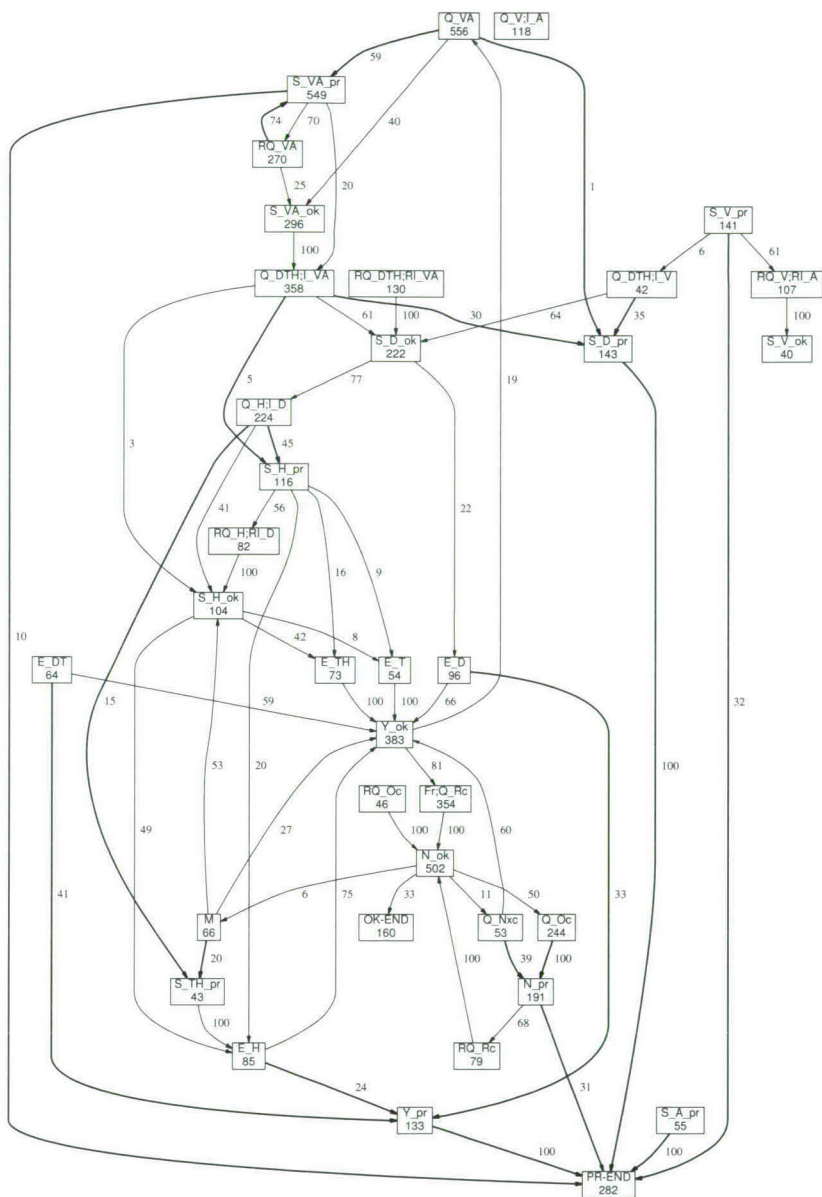 Q_VA
556
Q_V;I_A
118
59
S_VA_pr
549
74
70
40
RQ_VA
270
25
20
1
S_VA_ok
296
S_V_pr
141
100
6
61
Q_DTH;I_VA
358
RQ_DTH;RI_VA
130
Q_DTH;I_V
42
RQ_V;RI_A
107
61
100
30
64
35
100
S_D_ok
222
S_D_pr
143
S_V_ok
40
5
77
19
Q_H;I_D
224
3
45
S_H_pr
116
41
56
22
RQ_H;RI_D
82
100
16
9
S_H_ok
104
10
42
8
E_DT
64
E_TH
73
E_T
54
E_D
96
15
59
100
100
66
32
Y_ok
383
53
20
81
100
RQ_Oc
46
Fr;Q_Rc
354
49
27
100
100
60
N_ok
502
41
6
75
33
11
50
33
M
66
OK-END
160
Q_Nxc
53
Q_Oc
244
20
100
39
100
S_TH_pr
43
N_pr
191
100
68
E_H
85
RQ_Rc
79
24
31
Y_pr
133
S_A_pr
55
100
100
PR-END
282